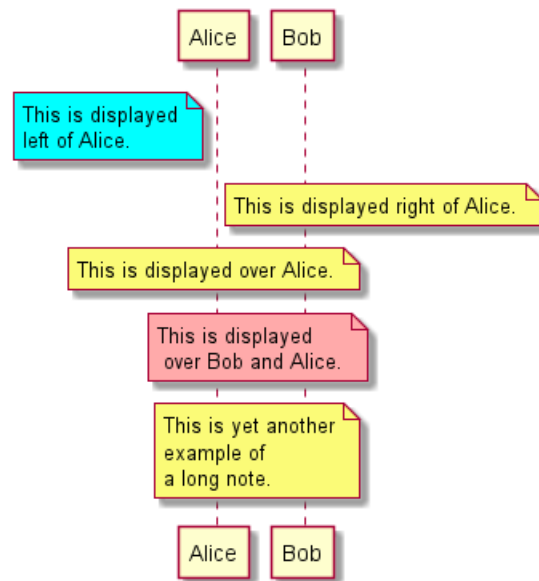 Alice Bob
This is displayed
left of Alice.
This is displayed right of Alice.
This is displayed over Alice.
This is displayed
over Bob and Alice.
This is yet another
example of
a long note.
Alice Bob